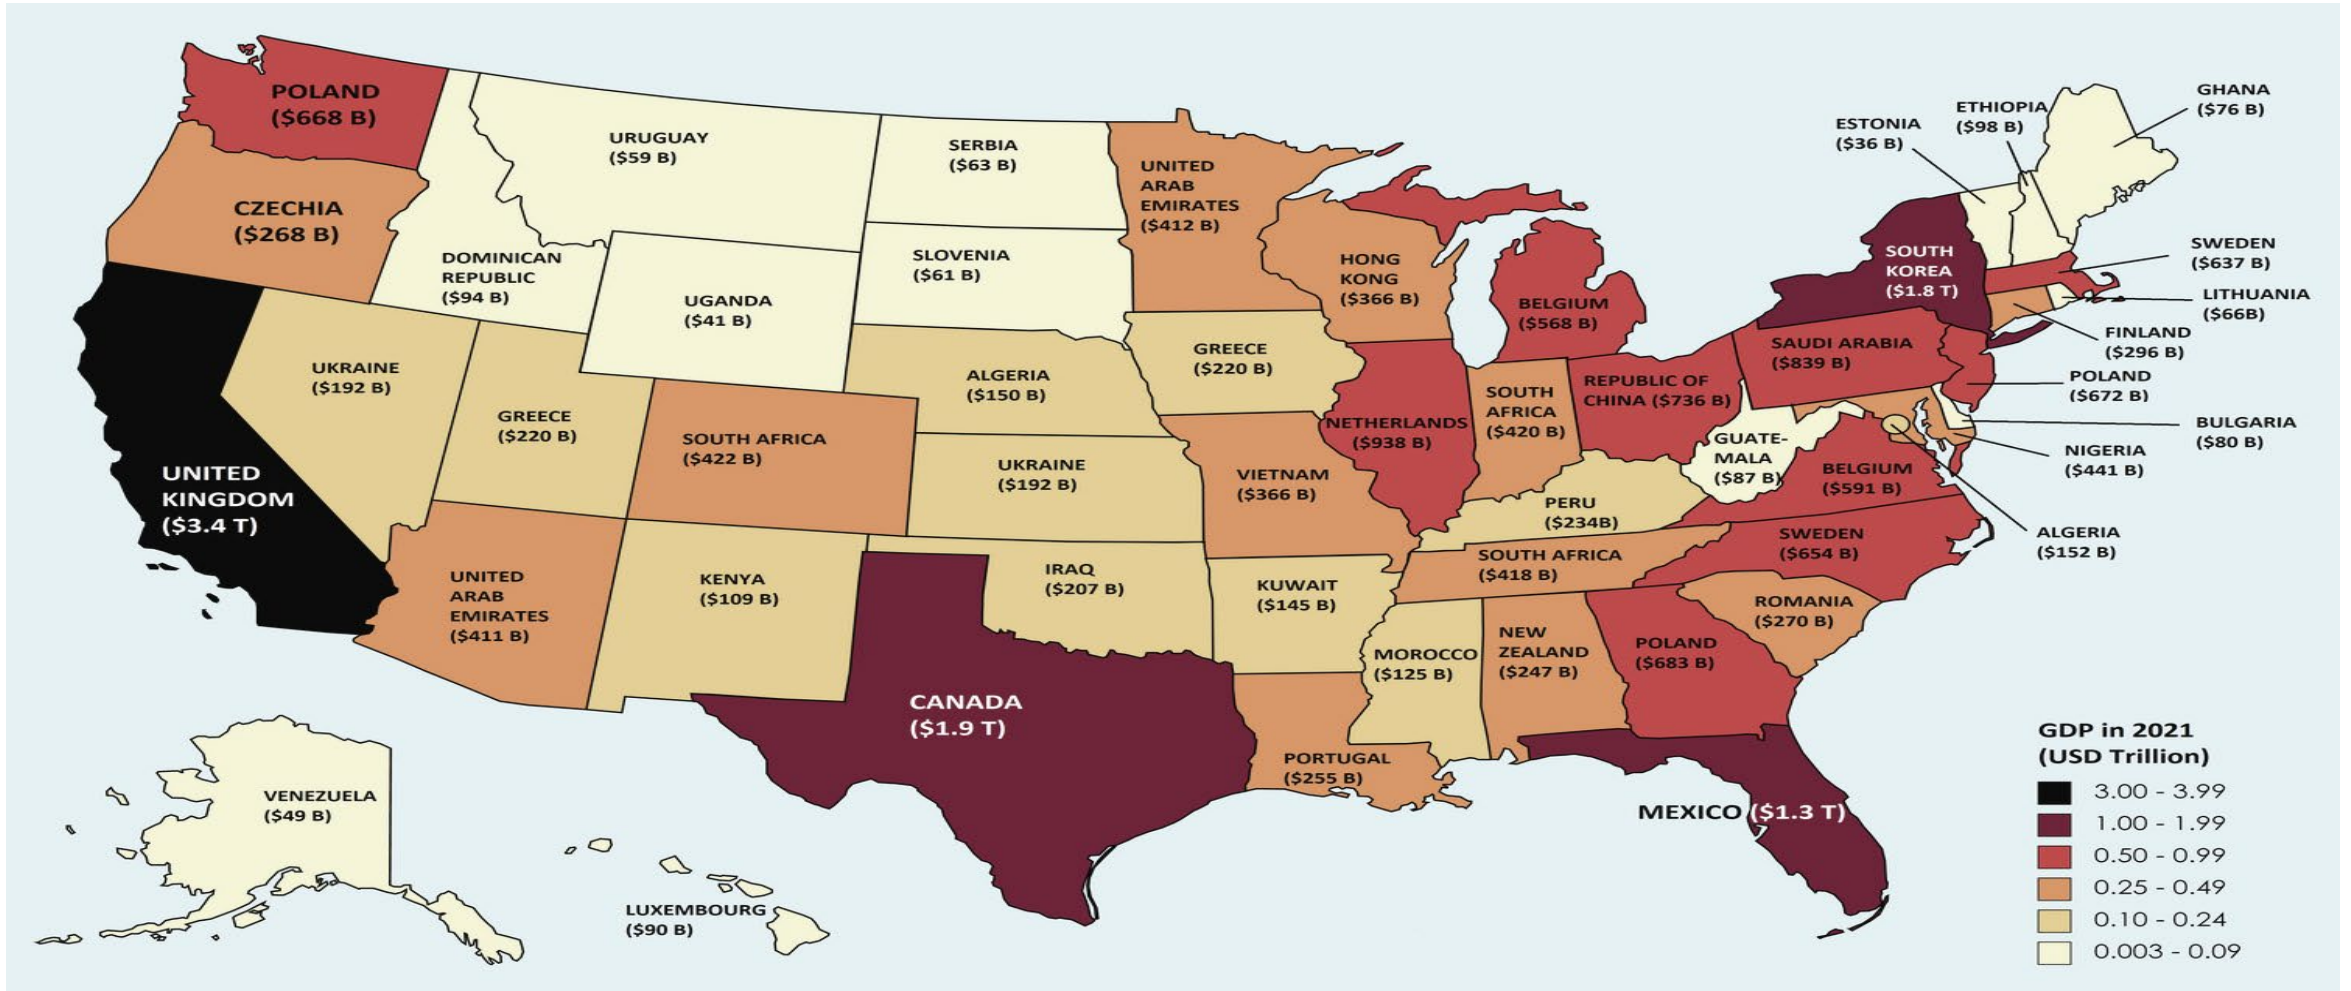 POLAND
($668 B)
CZECHIA
($268 B)
UNITED
KINGDOM
($3.4 T)
UKRAINE
($192 B)
DOMINICAN
REPUBLIC
($94 B)
URUGUAY
($59 B)
UGANDA
($41 B)
GREECE
($220 B)
SOUTH AFRICA
($422 B)
UNITED
ARAB
EMIRATES
($411 B)
KENYA
($109 B)
SERBIA
($63 B)
SLOVENIA
($61 B)
ALGERIA
($150 B)
UKRAINE
($192 B)
IRAQ
($207 B)
CANADA
($1.9 T)
UNITED
ARAB
EMIRATES
($412 B)
GREECE
($220 B)
VIETNAM
($366 B)
KUWAIT
($145 B)
PORTUGAL
($255 B)
HONG
KONG
($366 B)
NETHERLANDS
($938 B)
BELGIUM
($568 B)
SOUTH
AFRICA
($420 B)
REPUBLIC OF
CHINA ($736 B)
PERU
($234B)
SOUTH AFRICA
($418 B)
MOROCCO
($125 B)
NEW
ZEALAND
($247 B)
POLAND
($683 B)
MEXICO ($1.3 T)
ROMANIA
($270 B)
SWEDEN
($654 B)
BELGIUM
($591 B)
GUATE-
MALA
($87 B)
SAUDI ARABIA
($839 B)
SOUTH
KOREA
($1.8 T)
ESTONIA
($36 B)
ETHIOPIA
($98 B)
GHANA
($76 B)
SWEDEN
($637 B)
LITHUANIA
($66B)
FINLAND
($296 B)
POLAND
($672 B)
BULGARIA
($80 B)
NIGERIA
($441 B)
ALGERIA
($152 B)
VENEZUELA
($49 B)
LUXEMBOURG
($90 B)
GDP in 2021
(USD Trillion)
3.00 - 3.99
1.00 - 1.99
0.50 - 0.99
0.25 - 0.49
0.10 - 0.24
0.003 - 0.09